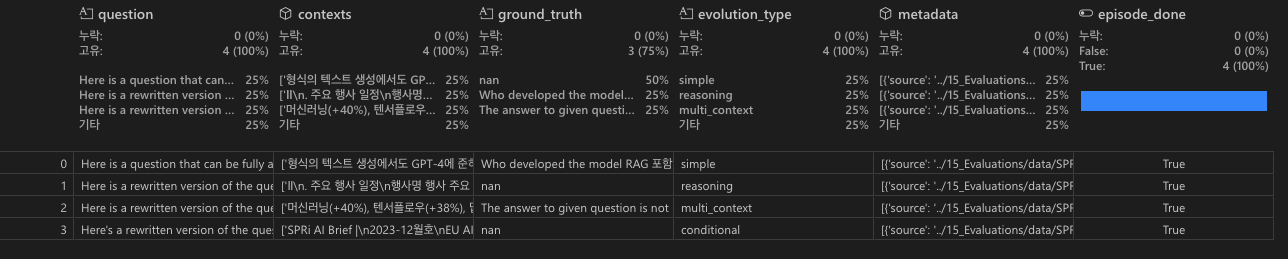 question contexts ground_truth evolution_type metadata episode_done
누락: 0 (0%) 누락: 0 (0%) 누락: 0 (0%) 누락: 0 (0%) 누락: 0 (0%) 누락: 0 (0%)
고유: 4 (100%) 고유: 4 (100%) 고유: 3 (75%) 고유: 4 (100%) 고유: 4 (100%) False: 0 (0%)
True: 4 (100%)
Here is a question that can... 25% ['형식의 텍스트 생성에서도 GP... 25% nan 50% simple 25% [{'source': '../15_Evaluations... 25%
Here is a rewritten version ... 25% ['Ⅱ\n. 주요 행사 일정\n행사명... 25% Who developed the model... 25% reasoning 25% [{'source': '../15_Evaluations... 25%
Here is a rewritten version ... 25% ['머신러닝(+40%), 텐서플로우... 25% The answer to given questi... 25% multi_context 25% [{'source': '../15_Evaluations... 25%
기타 25% 기타 25% 기타 25% 기타 25%
0 Here is a question that can be fully a ['형식의 텍스트 생성에서도 GPT-4에 준하 Who developed the model RAG 포함 simple [{'source': '../15_Evaluations/data/SPR True
1 Here is a rewritten version of the que ['Ⅱ\n. 주요 행사 일정\n행사명 행사 주요 nan reasoning [{'source': '../15_Evaluations/data/SPR True
2 Here is a rewritten version of the que ['머신러닝(+40%), 텐서플로우(+38%), The answer to given question is not multi_context [{'source': '../15_Evaluations/data/SPR True
3 Here's a rewritten version of the ques ['SPRi AI Brief |\n2023-12월호\nEU AI nan conditional [{'source': '../15_Evaluations/data/SPR True